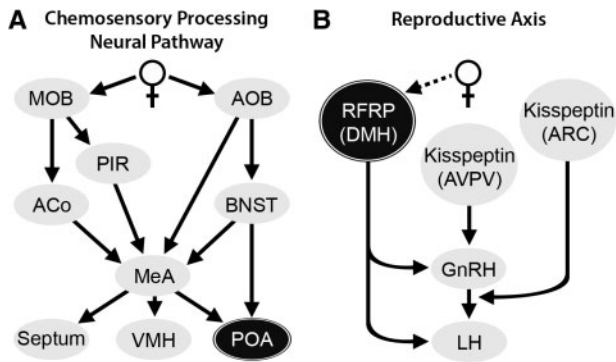 A Chemosensory Processing
Neural Pathway
MOB
AOB
PIR
ACo
BNST
MeA
Septum
VMH
POA
B Reproductive Axis
RFRP
(DMH)
Kisspeptin
(ARC)
Kisspeptin
(AVPV)
GnRH
LH